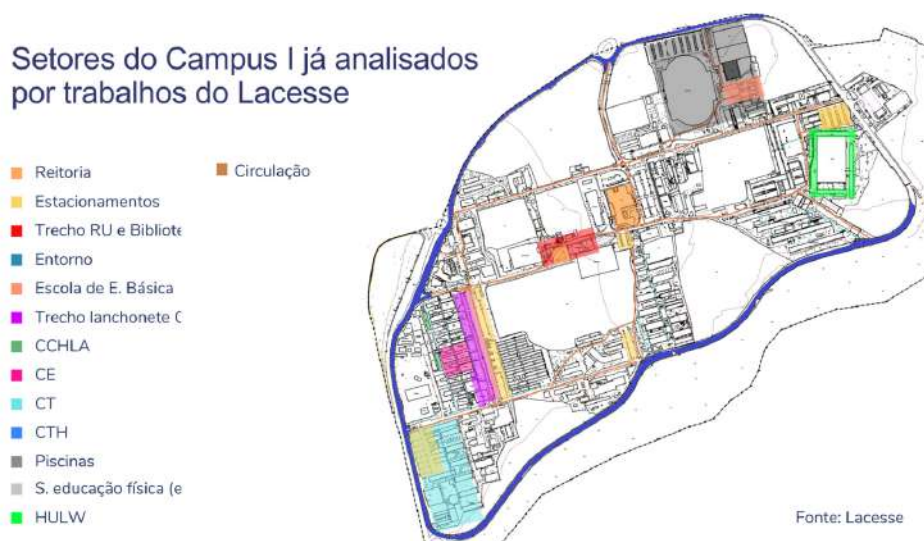 Setores do Campus I já analisados
por trabalhos do Lacesse
Reitoria
Estacionamentos
Trecho RU e Bibliote
Entorno
Escola de E. Básica
Trecho lanchonete C
CCHLA
CE
CT
CTH
Piscinas
S. educação física (e
HULW
Circulação
Fonte: Lacesse